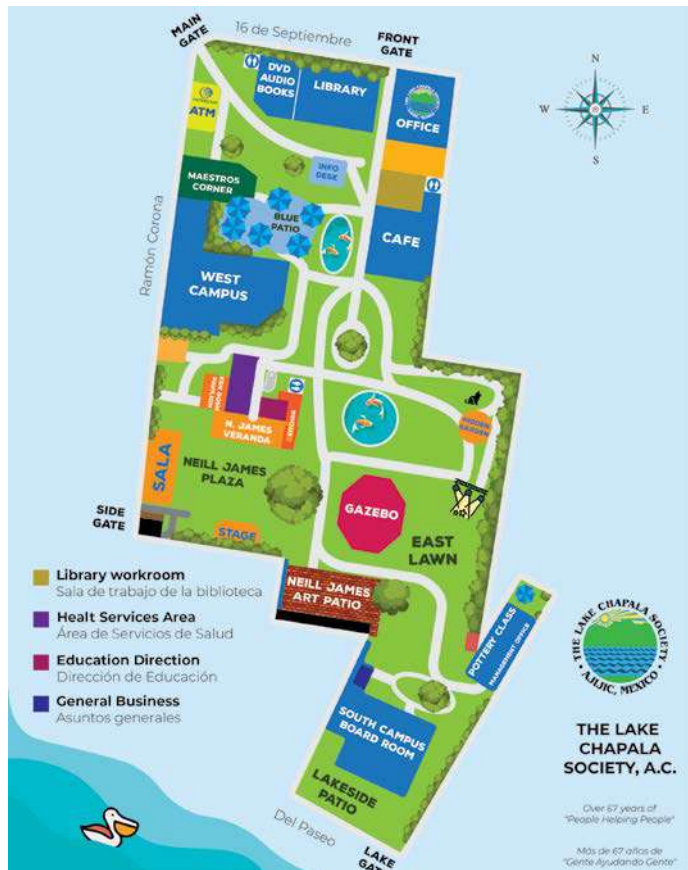 MAIN
GATE
16 de Septiembre
FRONT
GATE
N
W
E
S
DVD
AUDIO
BOOKS
LIBRARY
OFFICE
ATM
INFO
DESK
MAESTROS
CORNER
BLUE
PATIO
CAFE
Ramón Corona
WEST
CAMPUS
HIDDEN
GARDEN
N. JAMES
VERANDA
SALA
NEILL JAMES
PLAZA
GAZEBO
SIDE
GATE
STAGE
EAST
LAWN
NEILL JAMES
ART PATIO
Library workroom
Sala de trabajo de la biblioteca
Healt Services Area
Área de Servicios de Salud
Education Direction
Dirección de Educación
General Business
Asuntos generales
POTTERY CLASS
MANAGEMENT OFFICE
SOUTH CAMPUS
BOARD ROOM
LAKESIDE
PATIO
Del Paseo
LAKE
GATE
THE LAKE CHAPALA SOCIETY
AJIJIC, MEXICO
THE LAKE
CHAPALA
SOCIETY, A.C.
Over 67 years of
"People Helping People"
Más de 67 años de
"Gente Ayudando Gente"